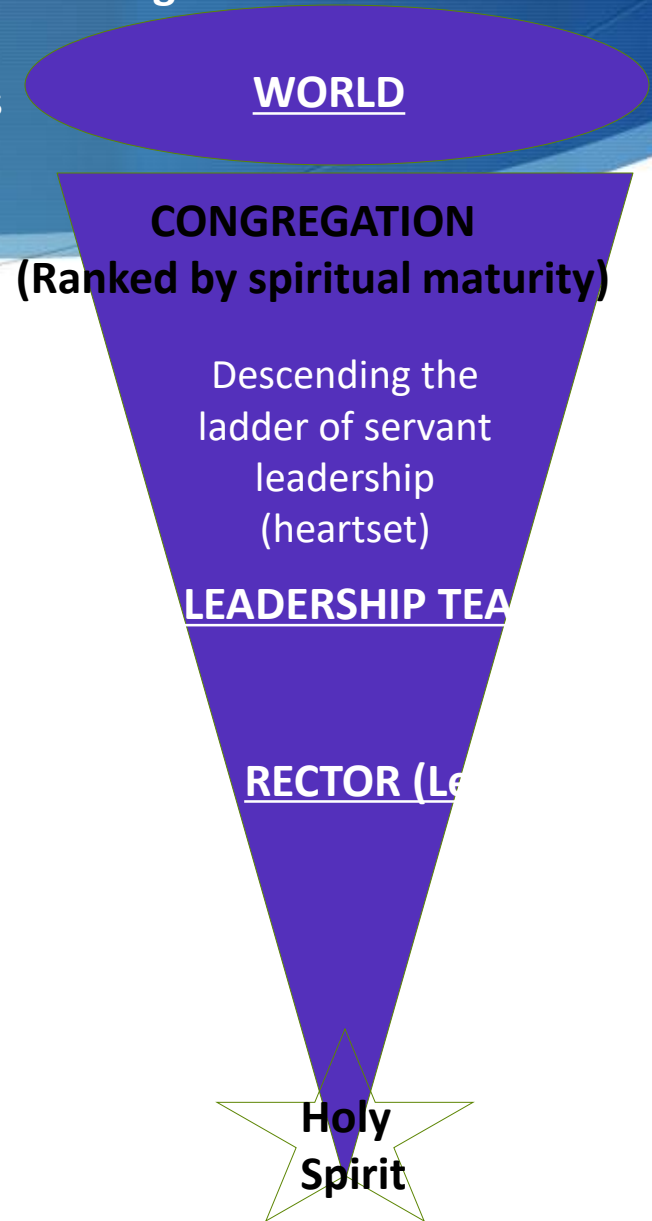 WORLD
CONGREGATION
(Ranked by spiritual maturity)
Descending the
ladder of servant
leadership
(heartset)
LEADERSHIP TEA
RECTOR (Le
Holy
Spirit